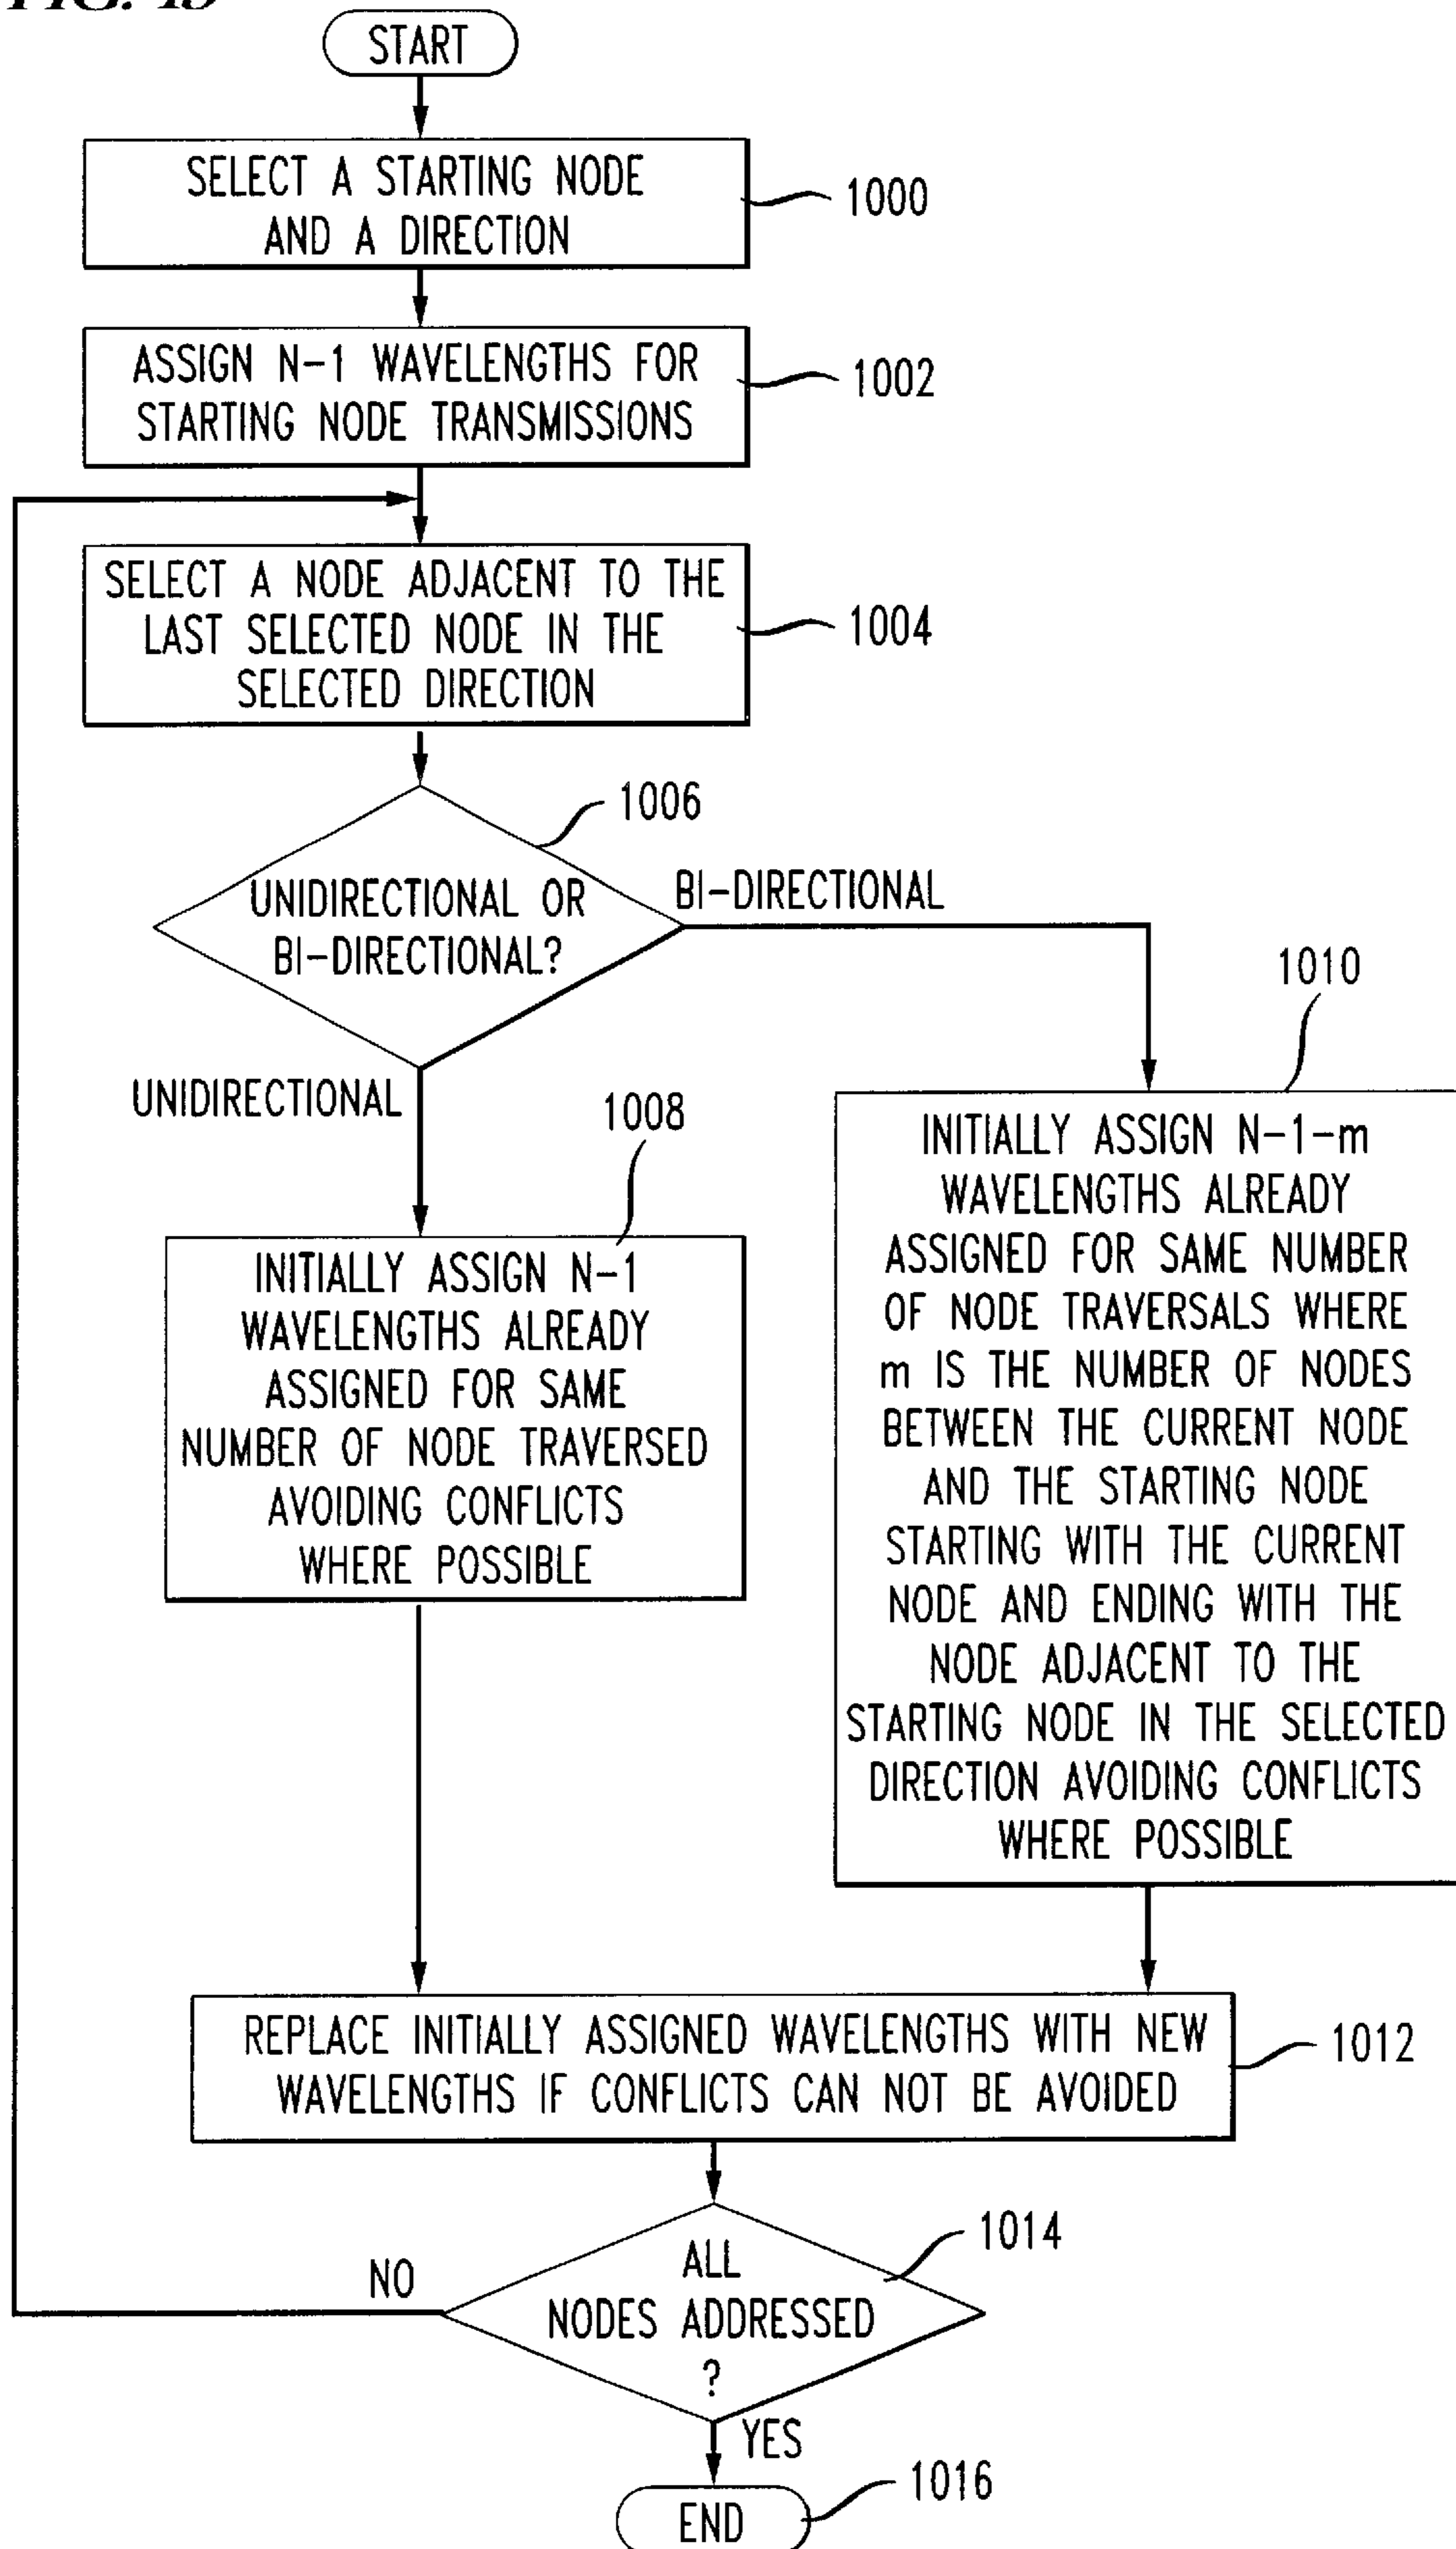 START
SELECT A STARTING NODE
AND A DIRECTION
1000
ASSIGN N-1 WAVELENGTHS FOR
STARTING NODE TRANSMISSIONS
1002
SELECT A NODE ADJACENT TO THE
LAST SELECTED NODE IN THE
SELECTED DIRECTION
1004
1006
UNIDIRECTIONAL OR
BI-DIRECTIONAL?
BI-DIRECTIONAL
UNIDIRECTIONAL
1008
INITIALLY ASSIGN N-1
WAVELENGTHS ALREADY
ASSIGNED FOR SAME
NUMBER OF NODE TRAVERSED
AVOIDING CONFLICTS
WHERE POSSIBLE
1010
INITIALLY ASSIGN N-1-m
WAVELENGTHS ALREADY
ASSIGNED FOR SAME NUMBER
OF NODE TRAVERSALS WHERE
m IS THE NUMBER OF NODES
BETWEEN THE CURRENT NODE
AND THE STARTING NODE
STARTING WITH THE CURRENT
NODE AND ENDING WITH THE
NODE ADJACENT TO THE
STARTING NODE IN THE SELECTED
DIRECTION AVOIDING CONFLICTS
WHERE POSSIBLE
REPLACE INITIALLY ASSIGNED WAVELENGTHS WITH NEW
WAVELENGTHS IF CONFLICTS CAN NOT BE AVOIDED
1012
1014
ALL
NODES ADDRESSED
?
NO
YES
END
1016